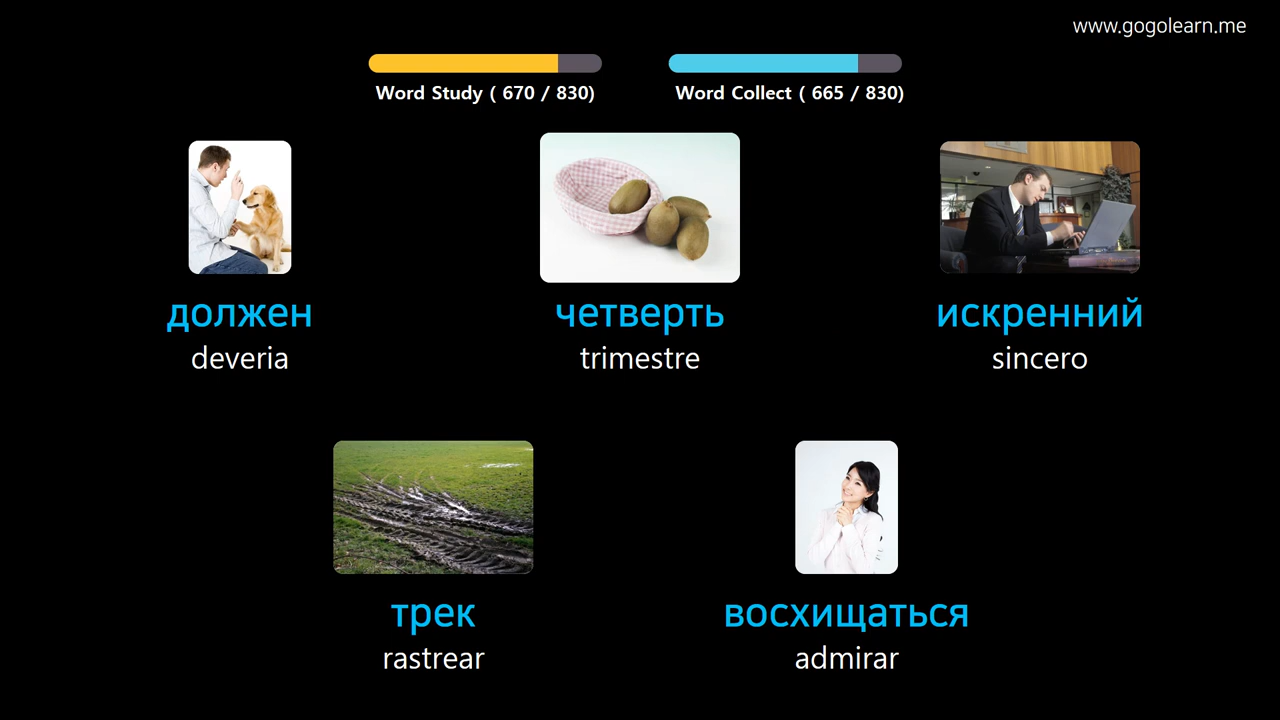 www.gogolearn.me
Word Study ( 670 / 830)
Word Collect ( 665 / 830)
должен
deveria
четверть
trimestre
искренний
sincero
трек
rastrear
восхищаться
admirar